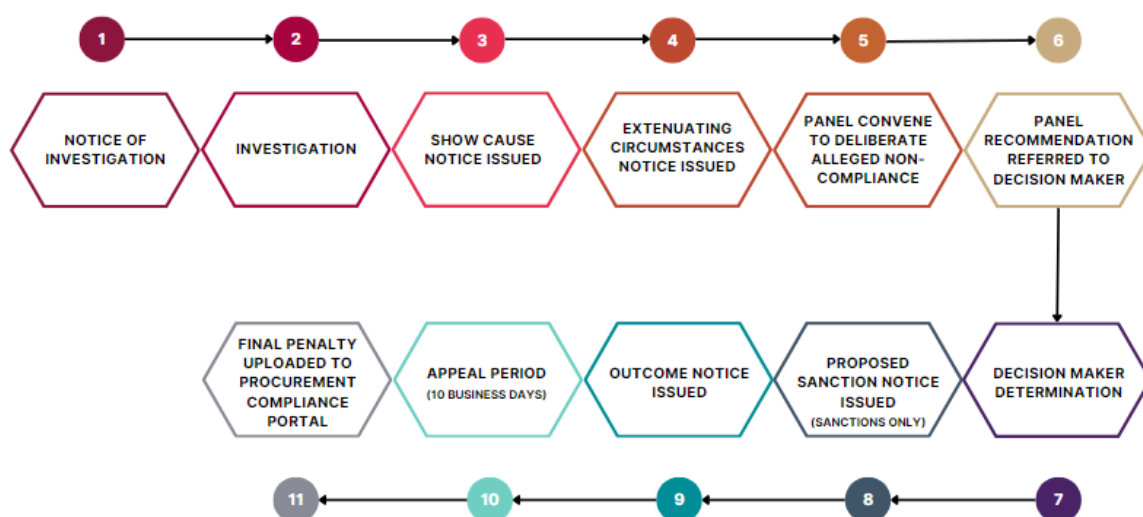 1
2
3
4
5
6
NOTICE OF
INVESTIGATION
INVESTIGATION
SHOW CAUSE
NOTICE ISSUED
EXTENUATING
CIRCUMSTANCES
NOTICE ISSUED
PANEL CONVENE
TO DELIBERATE
ALLEGED NON-
COMPLIANCE
PANEL
RECOMMENDATION
REFERRED TO
DECISION MAKER
FINAL PENALTY
UPLOADED TO
PROCUREMENT
COMPLIANCE
PORTAL
APPEAL PERIOD
(10 BUSINESS DAYS)
OUTCOME NOTICE
ISSUED
PROPOSED
SANCTION NOTICE
ISSUED
(SANCTIONS ONLY)
DECISION MAKER
DETERMINATION
11
10
9
8
7